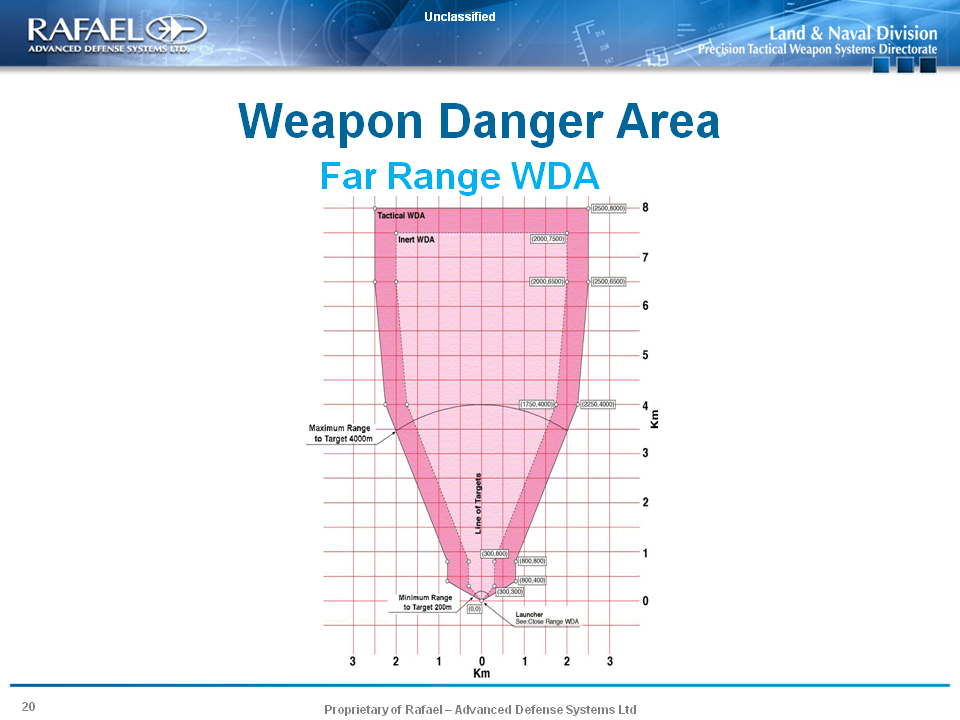 Unclassified
RAFAEL
ADVANCED DEFENSE SYSTEMS LTD.
Land & Naval Division
Precision Tactical Weapon Systems Directorate
Weapon Danger Area
Far Range WDA
Tactical WDA
(2500,8000)
8
Inert WDA
(2000,7500)
7
(2000,6500)
(2500,6500)
6
5
(1750,4000)
(2250,4000)
4
Km
Maximum Range
to Target 4000m
3
Line of Targets
2
(300,800)
1
(800,800)
(800,400)
(300,300)
Minimum Range
to Target 200m
(0,0)
0
Launcher
See:Close Range WDA
3 2 1 0 1 2 3
Km
20
Proprietary of Rafael – Advanced Defense Systems Ltd